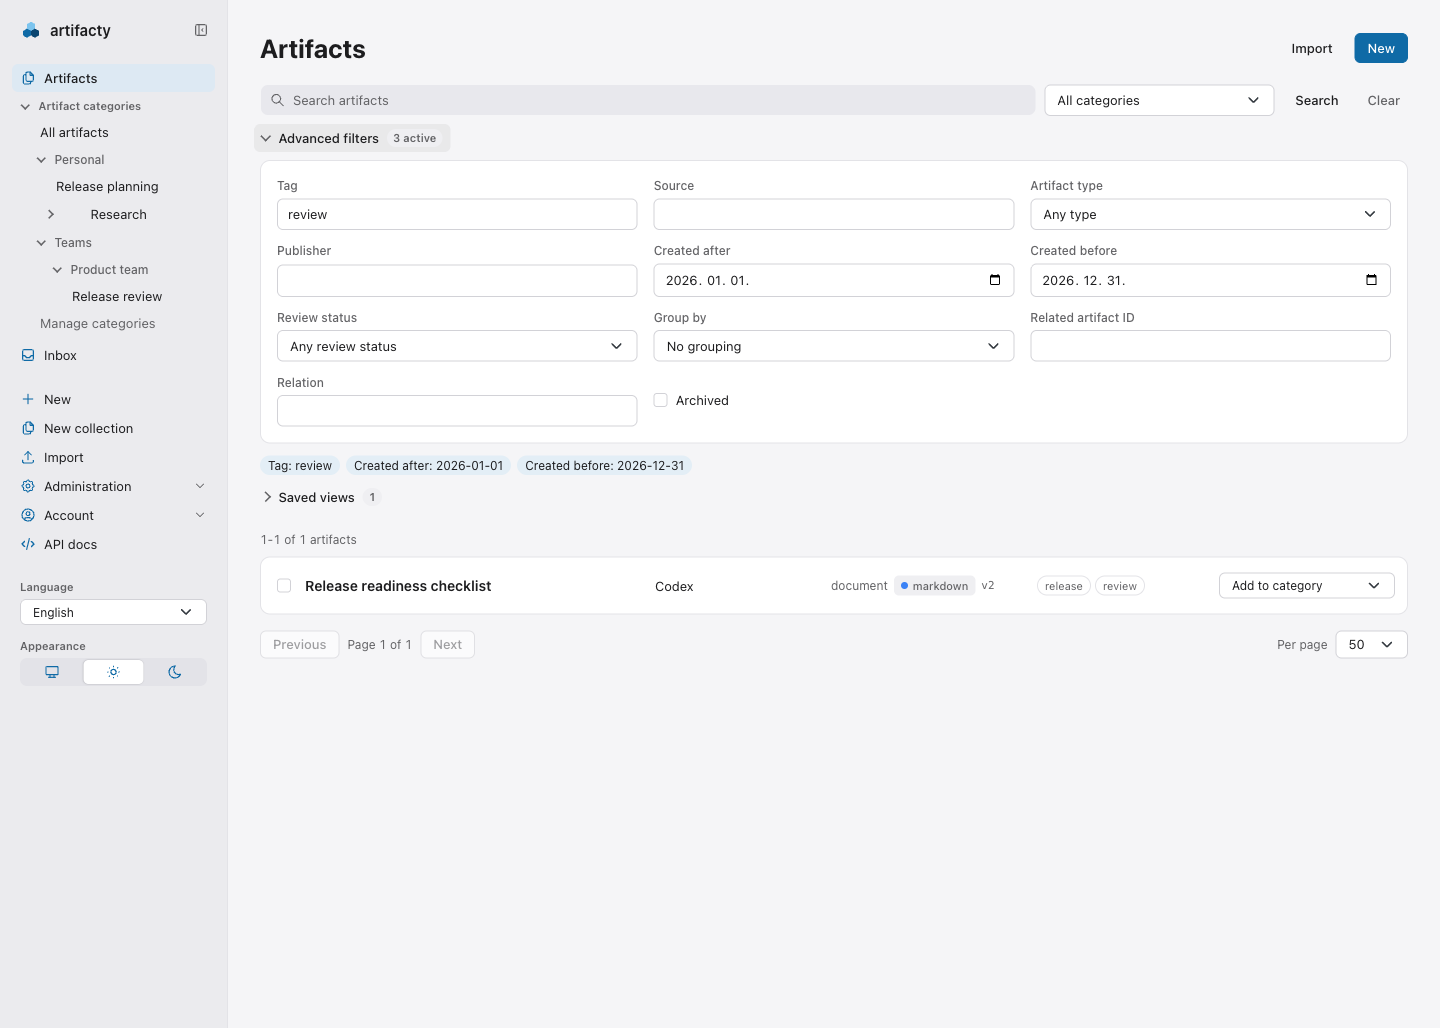 artifacty
Artifacts
Artifact categories
All artifacts
Personal
Release planning
Research
Teams
Product team
Release review
Manage categories
Inbox
New
New collection
Import
Administration
Account
API docs
Language
English
Appearance
Artifacts
Import
New
Search artifacts
All categories
Search
Clear
Advanced filters 3 active
Tag
review
Source
Artifact type
Any type
Publisher
Created after
2026. 01. 01.
Created before
2026. 12. 31.
Review status
Any review status
Group by
No grouping
Related artifact ID
Relation
Archived
Tag: review
Created after: 2026-01-01
Created before: 2026-12-31
Saved views 1
1-1 of 1 artifacts
Release readiness checklist
Codex
document
markdown
v2
release
review
Add to category
Previous
Page 1 of 1
Next
Per page
50